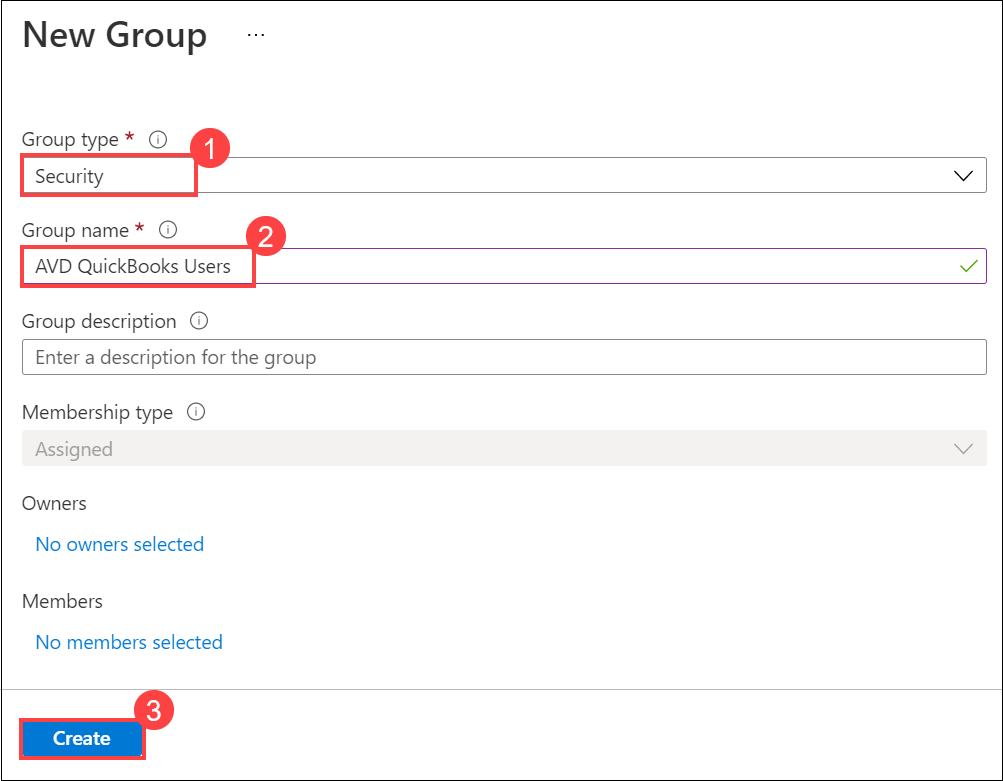 New Group ...
Group type *
1
Security
Group name *
2
AVD QuickBooks Users
Group description
Enter a description for the group
Membership type
Assigned
Owners
No owners selected
Members
No members selected
3
Create